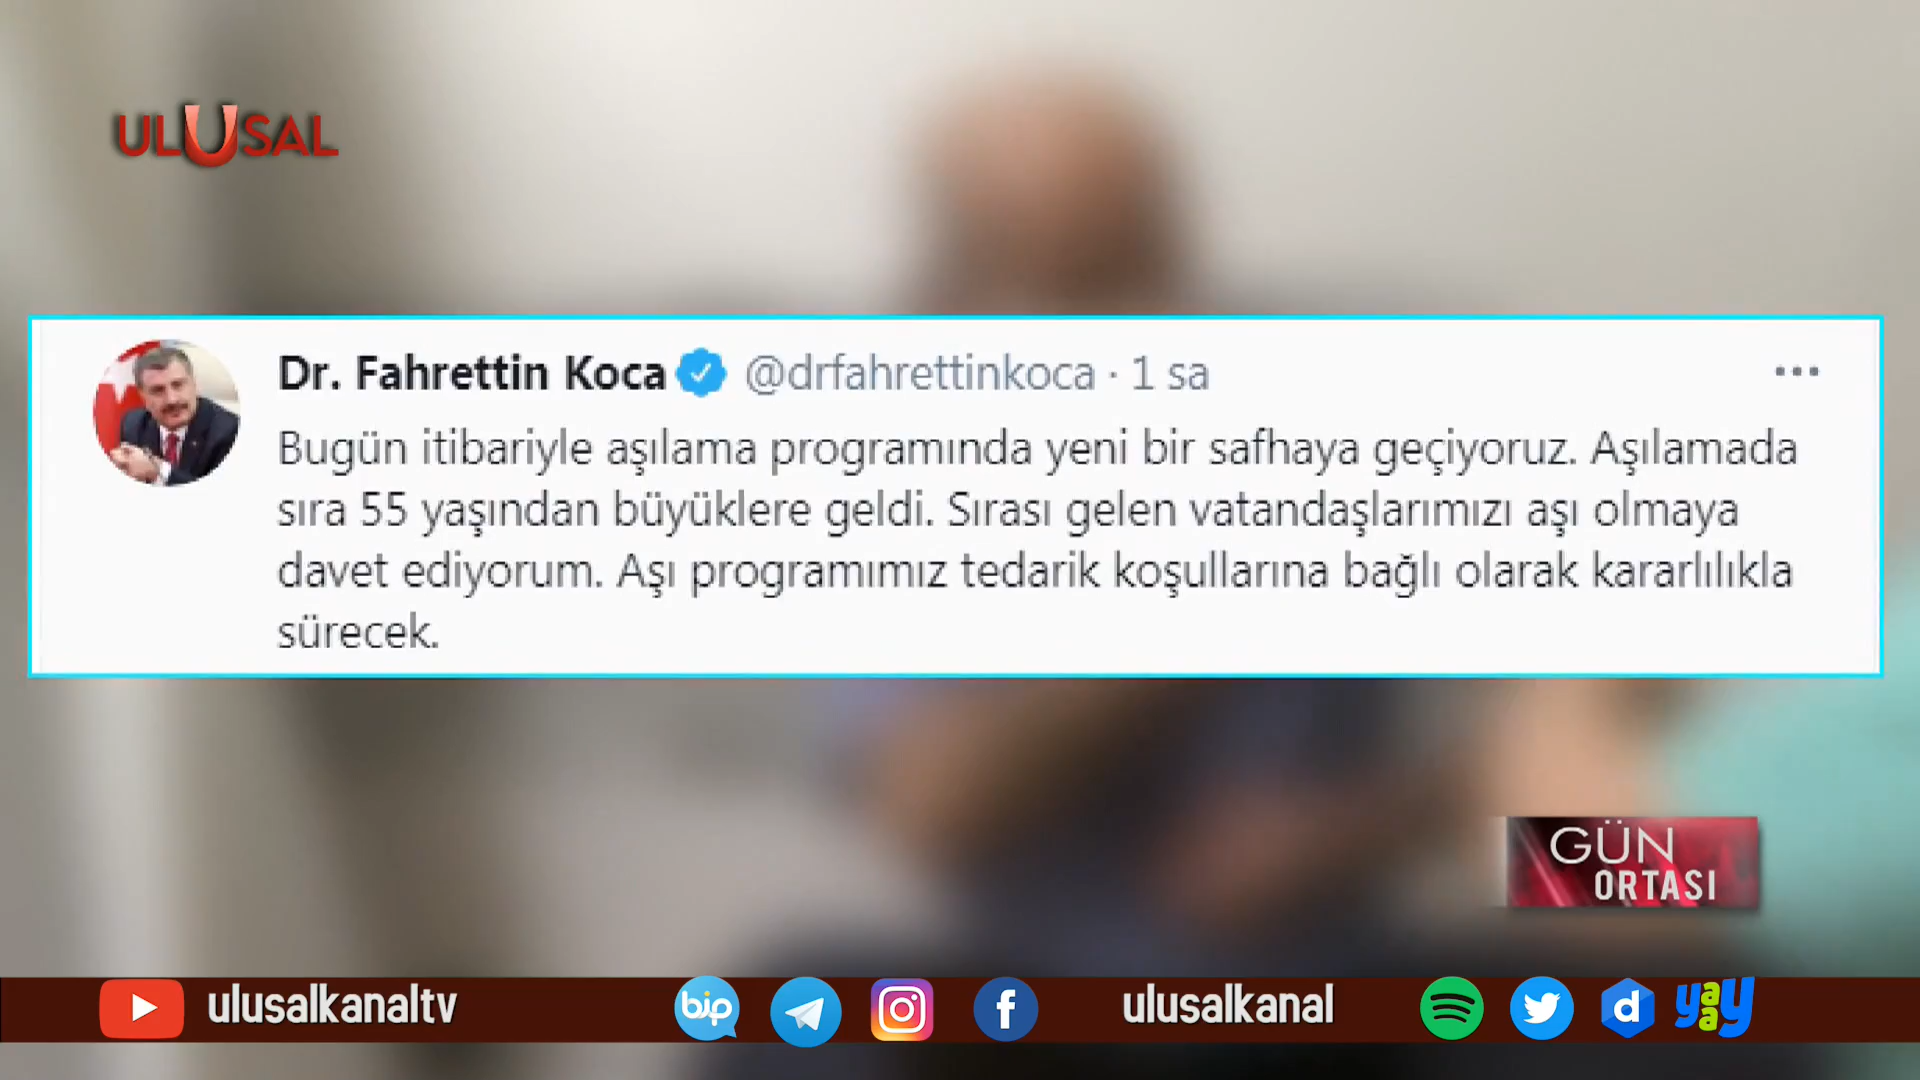 ULUSAL
Dr. Fahrettin Koca @drfahrettinkoca · 1 sa
Bugün itibariyle aşılama programında yeni bir safhaya geçiyoruz. Aşılamada
sıra 55 yaşından büyüklere geldi. Sırası gelen vatandaşlarımızı aşı olmaya
davet ediyorum. Aşı programımız tedarik koşullarına bağlı olarak kararlılıkla
sürecek.
GÜN
ORTASI
ulusalkanaltv bip ulusalkanal d yaay